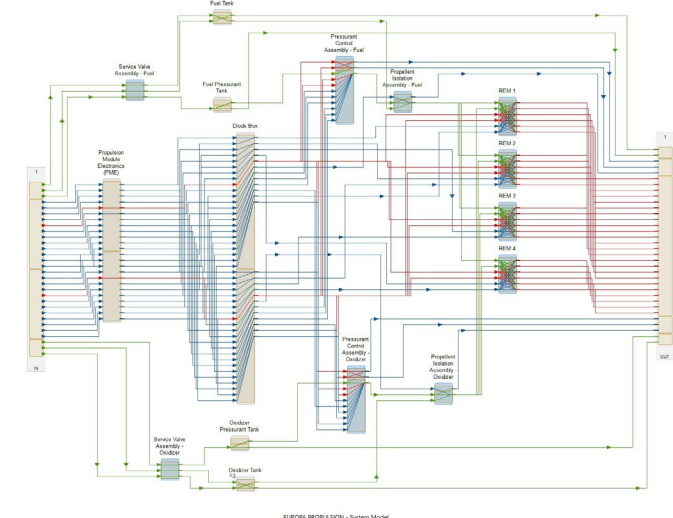 Fuel Tank
Pressurant
Control
Assembly - Fuel
Service Valve
Assembly - Fuel
Propellent
Isolation
Assembly - Fuel
Fuel Pressurant
Tank
REM 1
Diode Box
1
REM 2
Propulsion
Module
Electronics
(PME)
1
REM 3
REM 4
Pressurant
Control
Assembly -
Oxidizer
Propellent
Isolation
Assembly -
Oxidizer
OUT
IN
Oxidizer
Pressurant Tank
Service Valve
Assembly -
Oxidizer
Oxidizer Tank
EUROPA PROPULSION - System Model